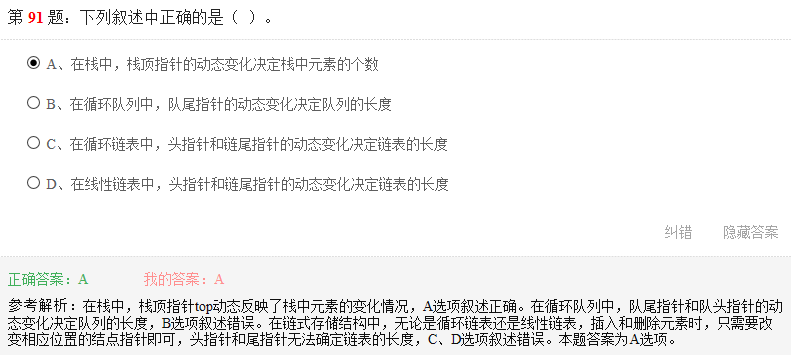 第 91 题：下列叙述中正确的是（ ）。
A、在栈中，栈顶指针的动态变化决定栈中元素的个数
B、在循环队列中，队尾指针的动态变化决定队列的长度
C、在循环链表中，头指针和链尾指针的动态变化决定链表的长度
D、在线性链表中，头指针和链尾指针的动态变化决定链表的长度
纠错 隐藏答案
正确答案：A 我的答案：A
参考解析：在栈中，栈顶指针top动态反映了栈中元素的变化情况，A选项叙述正确。在循环队列中，队尾指针和队头指针的动
态变化决定队列的长度，B选项叙述错误。在链式存储结构中，无论是循环链表还是线性链表，插入和删除元素时，只需要改
变相应位置的结点指针即可，头指针和尾指针无法确定链表的长度，C、D选项叙述错误。本题答案为A选项。